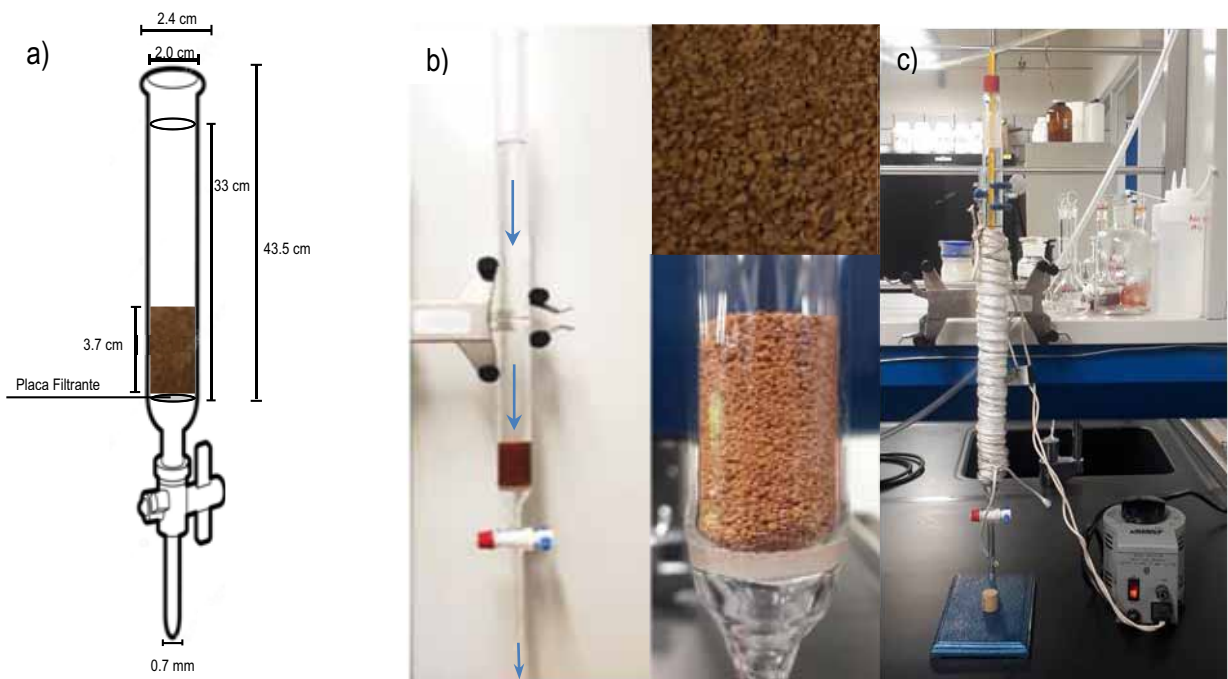 a)
2.4 cm
2.0 cm
33 cm
43.5 cm
3.7 cm
Placa Filtrante
0.7 mm
b)
c)